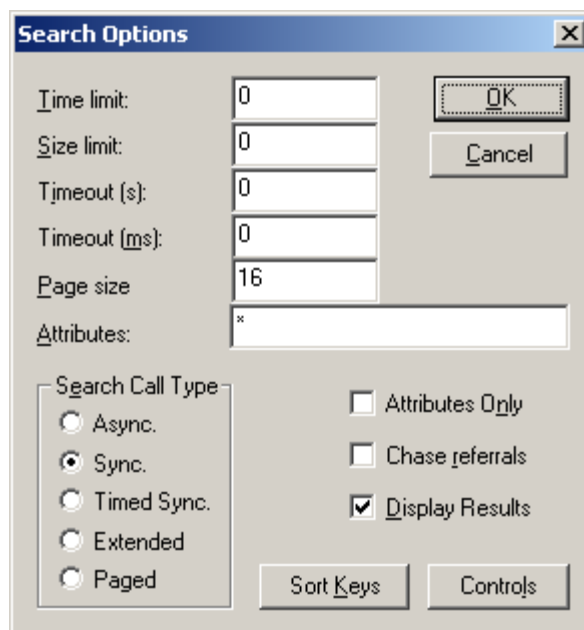 Search Options
Time limit: 0
OK
Size limit: 0
Cancel
Timeout (s): 0
Timeout (ms): 0
Page size 16
Attributes: *
Search Call Type
Async.
Attributes Only
Sync.
Chase referrals
Timed Sync.
Display Results
Extended
Paged
Sort Keys
Controls